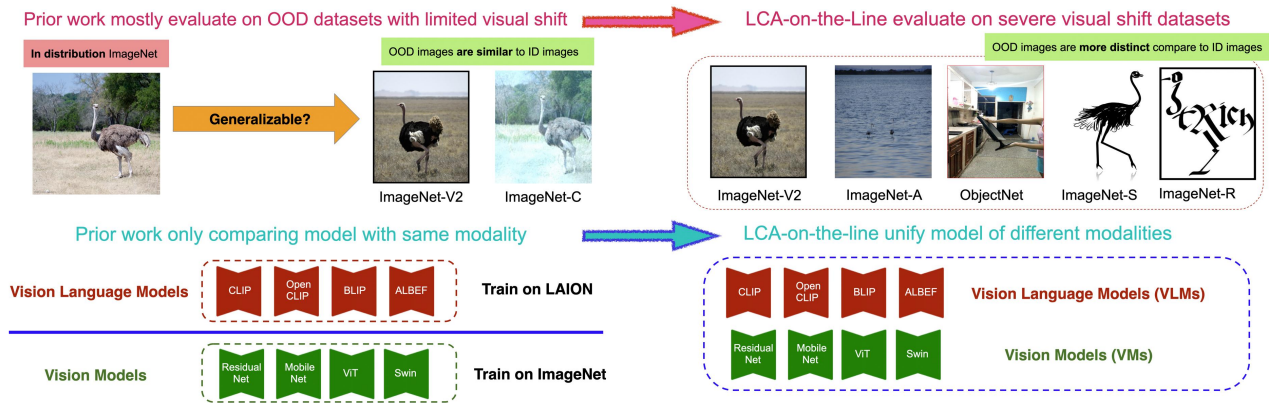 Prior work mostly evaluate on OOD datasets with limited visual shift
In distribution ImageNet
OOD images are similar to ID images
Generalizable?
ImageNet-V2
ImageNet-C
LCA-on-the-Line evaluate on severe visual shift datasets
OOD images are more distinct compare to ID images
Ostrich
ImageNet-V2
ImageNet-A
ObjectNet
ImageNet-S
ImageNet-R
Prior work only comparing model with same modality
Vision Language Models
CLIP
Open
CLIP
BLIP
ALBEF
Train on LAION
Vision Models
Residual
Net
Mobile
Net
ViT
Swin
Train on ImageNet
LCA-on-the-line unify model of different modalities
CLIP
Open
CLIP
BLIP
ALBEF
Vision Language Models (VLMs)
Residual
Net
Mobile
Net
ViT
Swin
Vision Models (VMs)